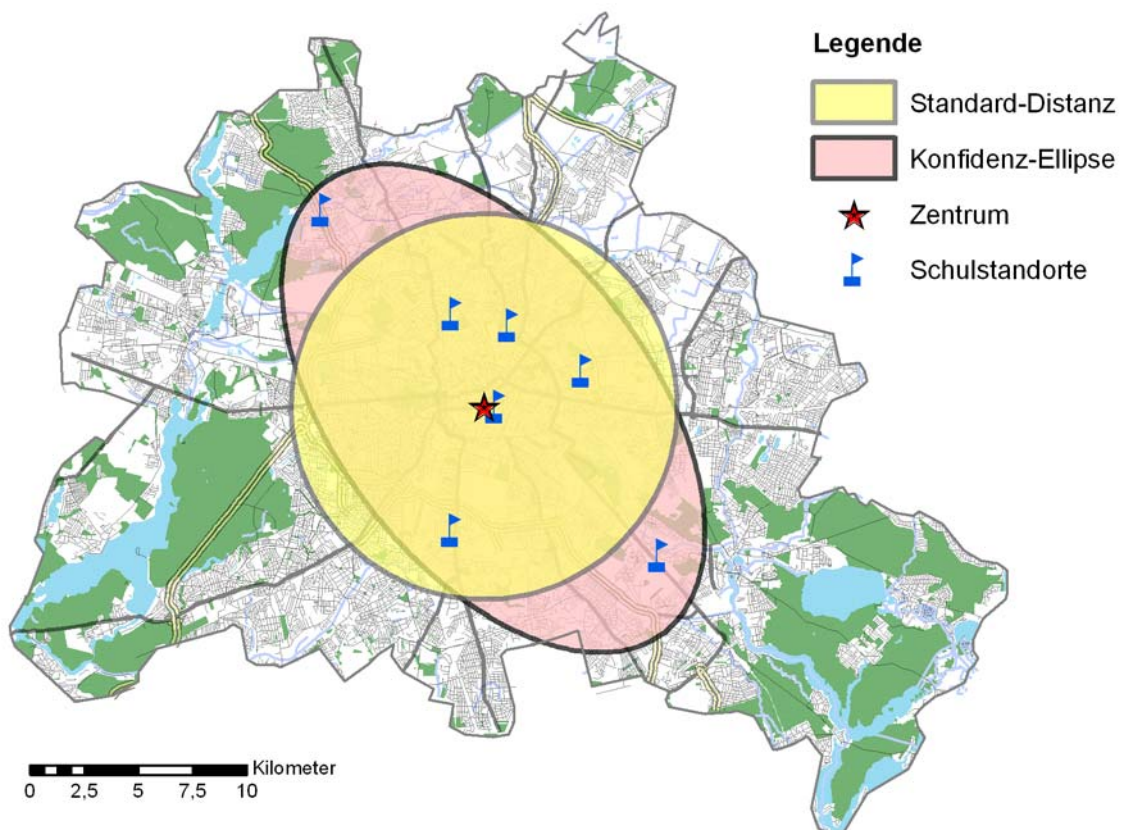 Legende
Standard-Distanz
Konfidenz-Ellipse
Zentrum
Schulstandorte
Kilometer
0 2,5 5 7,5 10